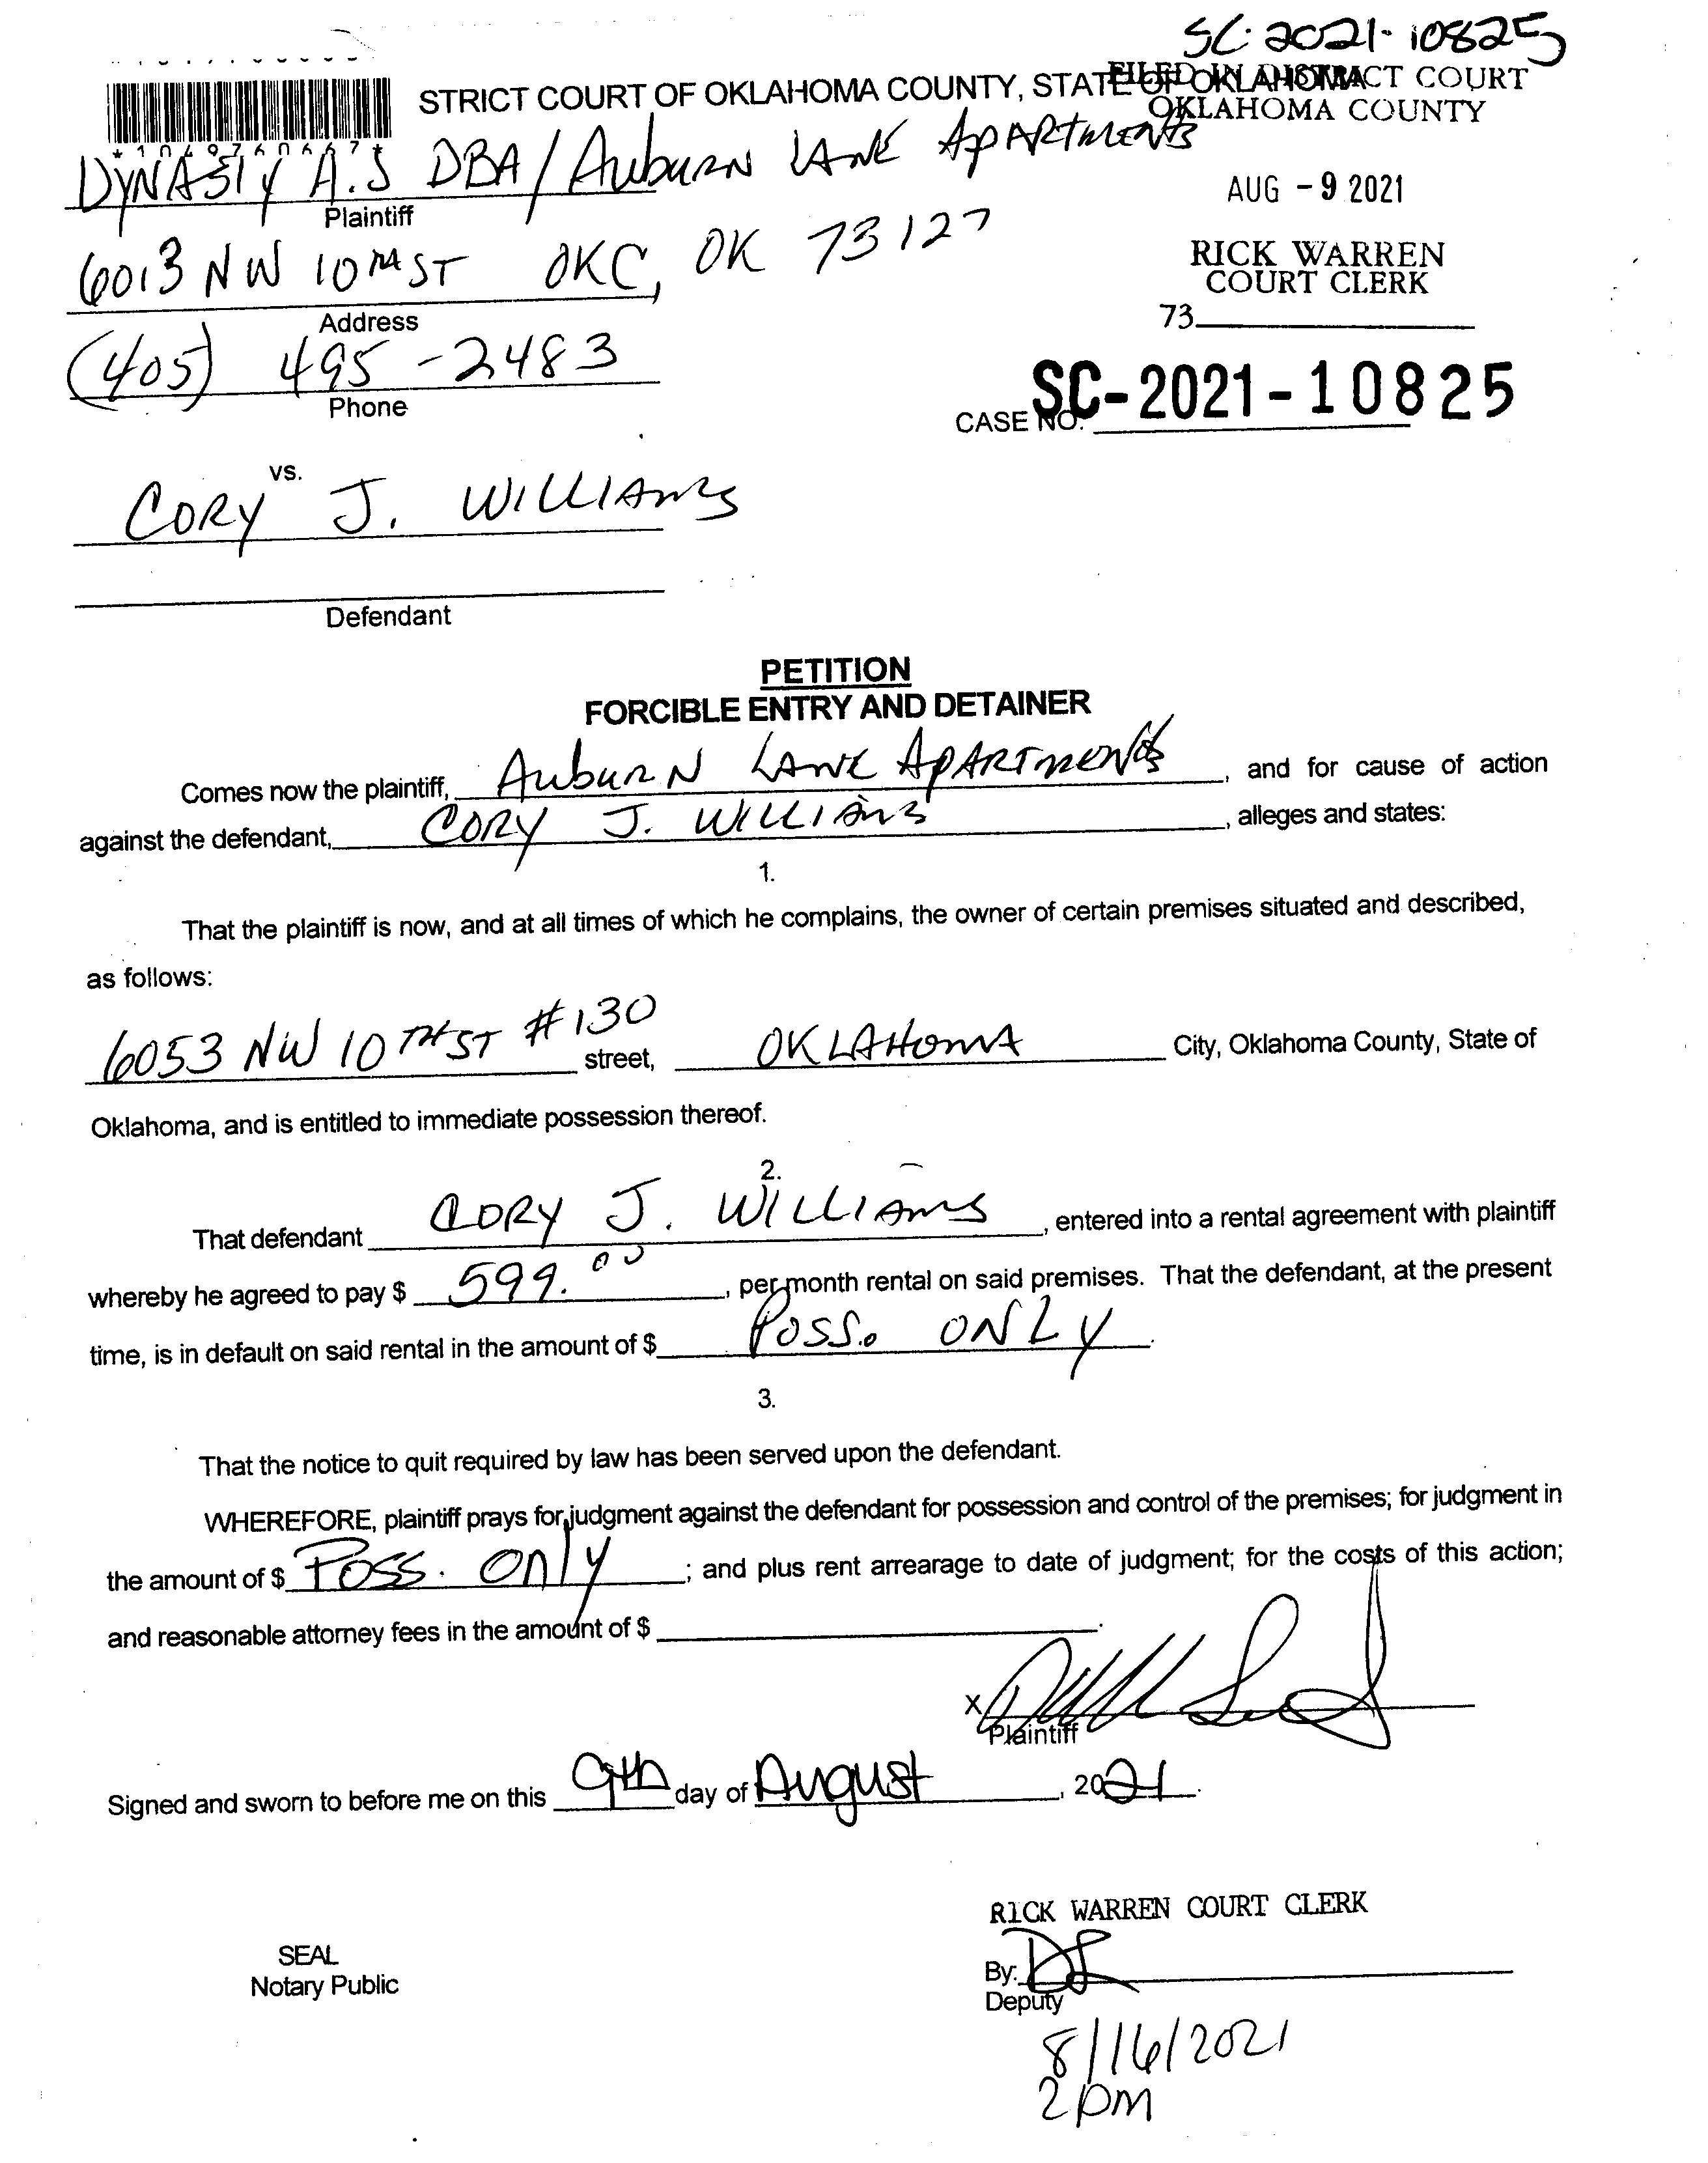 SC-2021-10825
STRICT COURT OF OKLAHOMA COUNTY, STATE OF OKLAHOMA
FILED IN DISTRICT COURT
OKLAHOMA COUNTY
*1049760667*
DYNASTY A.S DBA/Auburn Lane Apartments
Plaintiff
AUG - 9 2021
6013 NW 10th ST OKC, OK 73127
Address
RICK WARREN
COURT CLERK
73
(405) 495-2483
Phone
CASE NO. SC-2021-10825
vs.
CORY J. WILLIAMS
Defendant
PETITION
FORCIBLE ENTRY AND DETAINER
Comes now the plaintiff, Auburn Lane Apartments, and for cause of action
against the defendant, CORY J. WILLIAMS, alleges and states:
1.
That the plaintiff is now, and at all times of which he complains, the owner of certain premises situated and described,
as follows:
6053 NW 10TH ST #130 street, OKLAHOMA City, Oklahoma County, State of
Oklahoma, and is entitled to immediate possession thereof.
2.
That defendant CORY J. WILLIAMS, entered into a rental agreement with plaintiff
whereby he agreed to pay $ 599.00, per month rental on said premises. That the defendant, at the present
time, is in default on said rental in the amount of $ Poss. ONLY.
3.
That the notice to quit required by law has been served upon the defendant.
WHEREFORE, plaintiff prays for judgment against the defendant for possession and control of the premises; for judgment in
the amount of $ Poss. Only; and plus rent arrearage to date of judgment; for the costs of this action;
and reasonable attorney fees in the amount of $
X
Plaintiff
Signed and sworn to before me on this 9th day of August, 2021.
RICK WARREN COURT CLERK
SEAL
Notary Public
By:
Deputy
8/16/2021
2pm